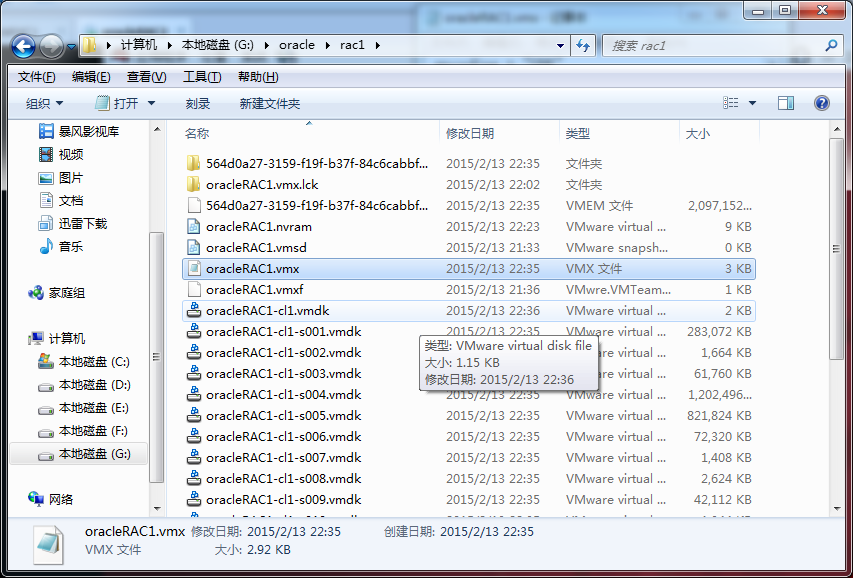 计算机 本地磁盘 (G:) oracle rac1
搜索 rac1
文件(F) 编辑(E) 查看(V) 工具(T) 帮助(H)
组织 打开 刻录 新建文件夹
暴风影视库
视频
图片
文档
迅雷下载
音乐
家庭组
计算机
本地磁盘 (C:)
本地磁盘 (D:)
本地磁盘 (E:)
本地磁盘 (F:)
本地磁盘 (G:)
网络
名称 修改日期 类型 大小
564d0a27-3159-f19f-b37f-84c6cabbf... 2015/2/13 22:35 文件夹
oracleRAC1.vmx.lck 2015/2/13 22:02 文件夹
564d0a27-3159-f19f-b37f-84c6cabbf... 2015/2/13 22:35 VMEM 文件 2,097,152...
oracleRAC1.nvram 2015/2/13 22:23 VMware virtual ... 9 KB
oracleRAC1.vmsd 2015/2/13 21:33 VMware snapsh... 0 KB
oracleRAC1.vmx 2015/2/13 22:35 VMX 文件 3 KB
oracleRAC1.vmxf 2015/2/13 21:36 VMwre.VMTeam... 1 KB
oracleRAC1-cl1.vmdk 2015/2/13 22:36 VMware virtual ... 2 KB
oracleRAC1-cl1-s001.vmdk 2015/2/13 22:35 VMware virtual ... 283,072 KB
oracleRAC1-cl1-s002.vmdk 1,664 KB
oracleRAC1-cl1-s003.vmdk 61,760 KB
oracleRAC1-cl1-s004.vmdk 2015/2/13 22:35 VMware virtual ... 1,202,496...
oracleRAC1-cl1-s005.vmdk 2015/2/13 22:35 VMware virtual ... 821,824 KB
oracleRAC1-cl1-s006.vmdk 2015/2/13 22:35 VMware virtual ... 72,320 KB
oracleRAC1-cl1-s007.vmdk 2015/2/13 22:35 VMware virtual ... 1,408 KB
oracleRAC1-cl1-s008.vmdk 2015/2/13 22:35 VMware virtual ... 2,624 KB
oracleRAC1-cl1-s009.vmdk 2015/2/13 22:35 VMware virtual ... 42,112 KB
类型: VMware virtual disk file
大小: 1.15 KB
修改日期: 2015/2/13 22:36
oracleRAC1.vmx 修改日期: 2015/2/13 22:35 创建日期: 2015/2/13 22:35
VMX 文件 大小: 2.92 KB